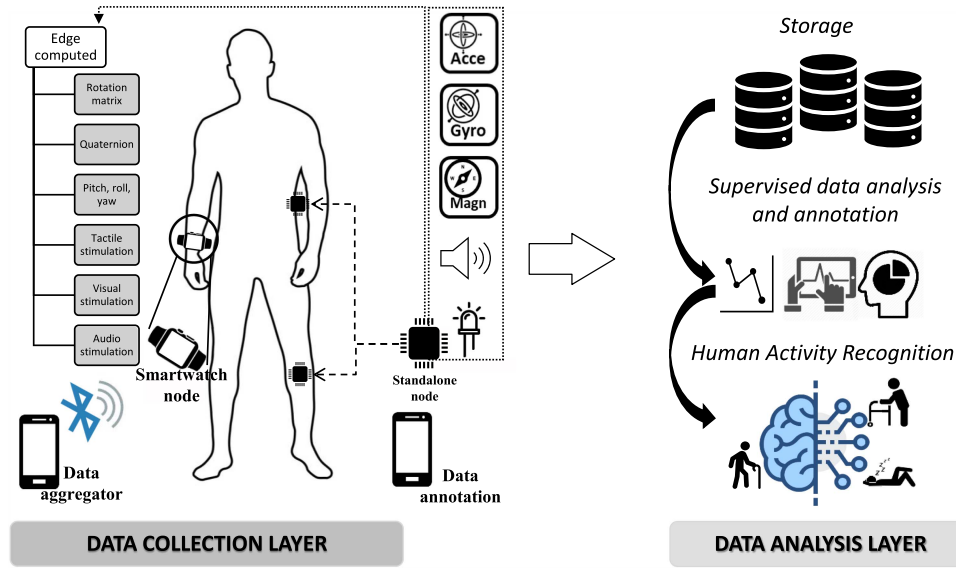 Edge
computed
Rotation
matrix
Quaternion
Pitch, roll,
yaw
Tactile
stimulation
Visual
stimulation
Audio
stimulation
Smartwatch
node
Acce
Gyro
N
W
E
S
Magn
Standalone
node
Data
aggregator
Data
annotation
DATA COLLECTION LAYER
Storage
Supervised data analysis
and annotation
Human Activity Recognition
z z z
DATA ANALYSIS LAYER